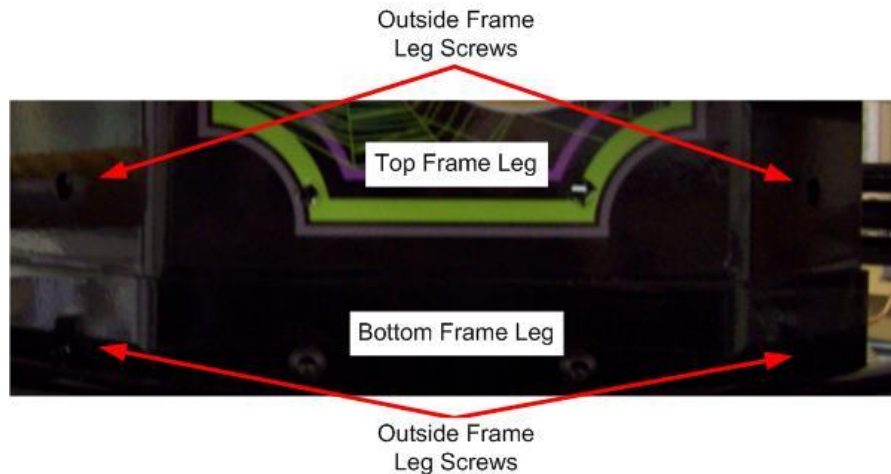 Outside Frame
Leg Screws
Top Frame Leg
Bottom Frame Leg
Outside Frame
Leg Screws